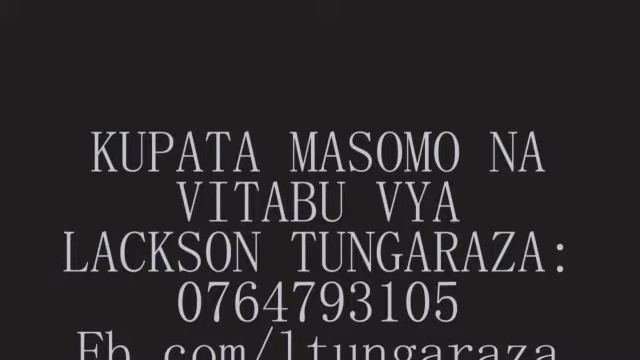 KUPATA MASOMO NA
VITABU VYA
LACKSON TUNGARAZA:
0764793105
Fb.com/ltungaraza